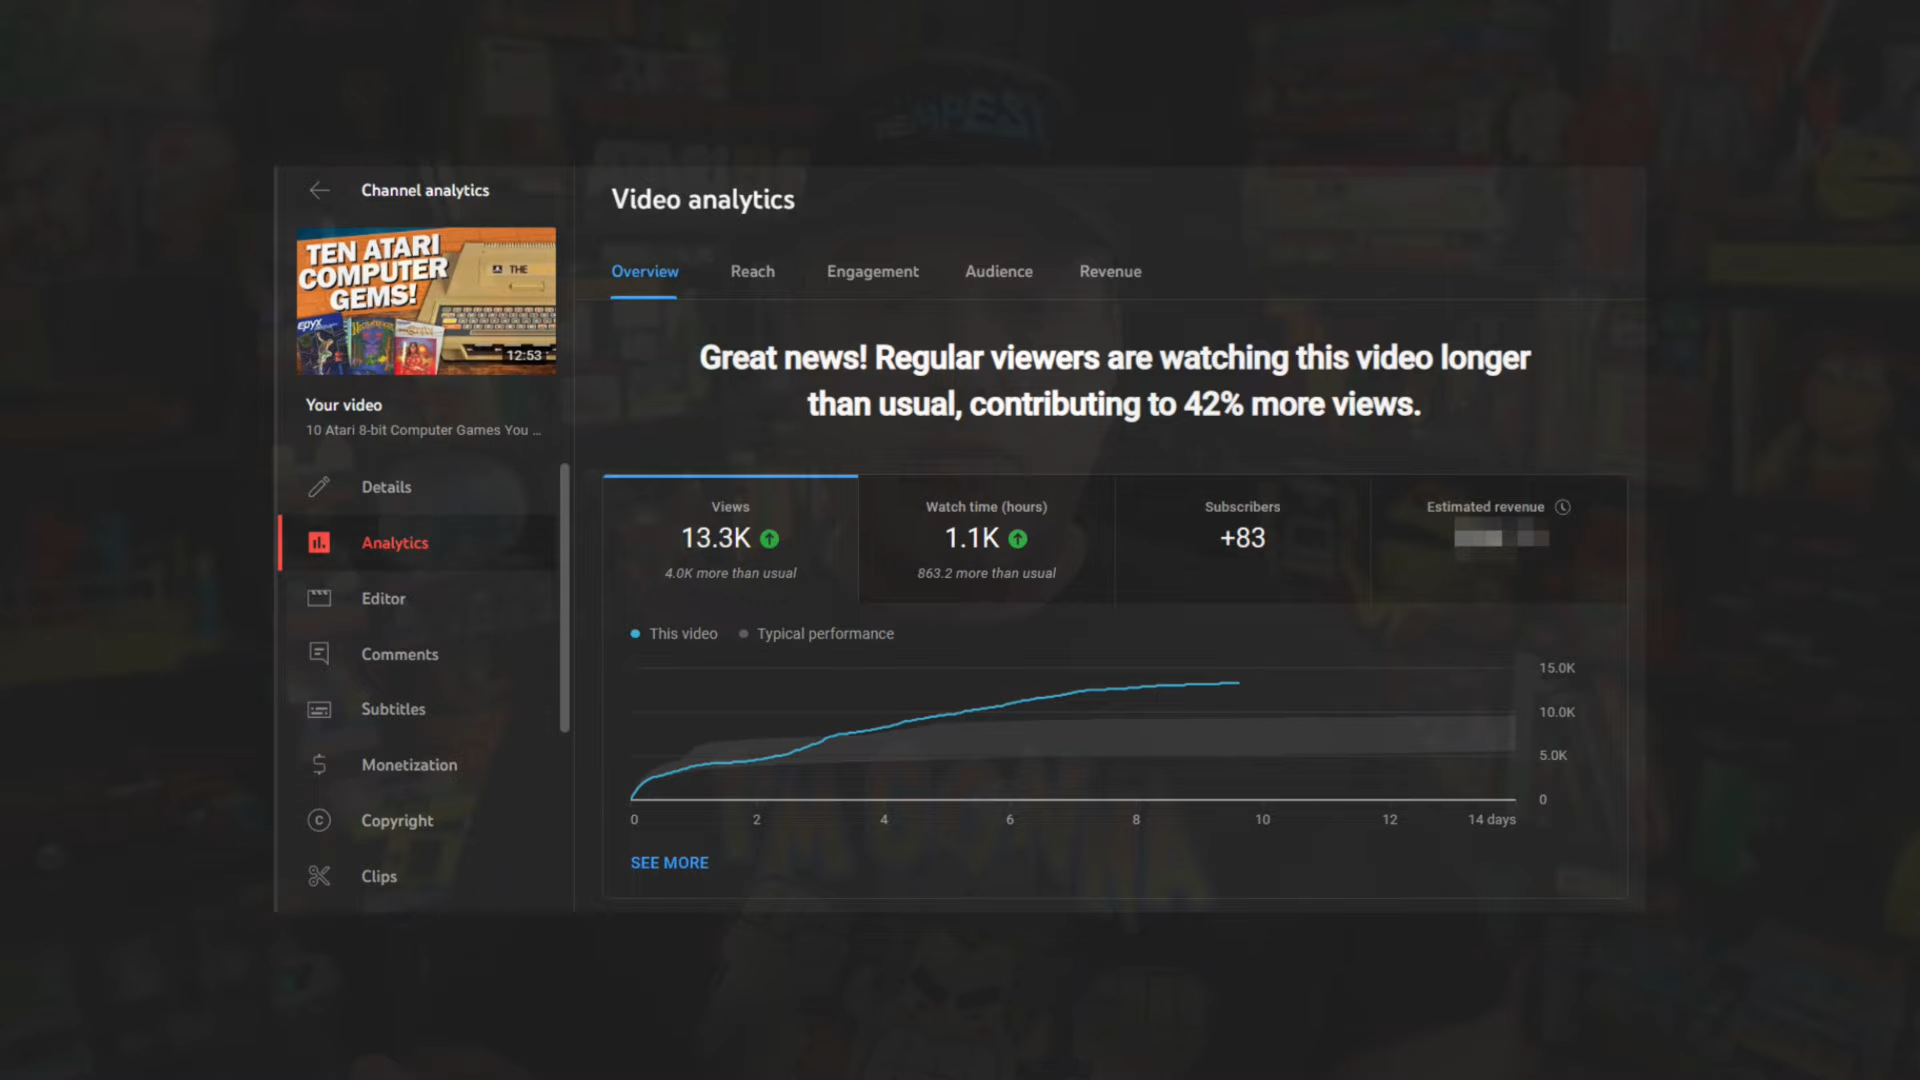 Channel analytics
TEN ATARI
COMPUTER
GEMS!
THE
EPYX
12:53
Your video
10 Atari 8-bit Computer Games You ...
Details
Analytics
Editor
Comments
Subtitles
Monetization
Copyright
Clips
Video analytics
Overview
Reach
Engagement
Audience
Revenue
Great news! Regular viewers are watching this video longer
than usual, contributing to 42% more views.
Views
13.3K
4.0K more than usual
Watch time (hours)
1.1K
863.2 more than usual
Subscribers
+83
Estimated revenue
This video
Typical performance
15.0K
10.0K
5.0K
0
0
2
4
6
8
10
12
14 days
SEE MORE